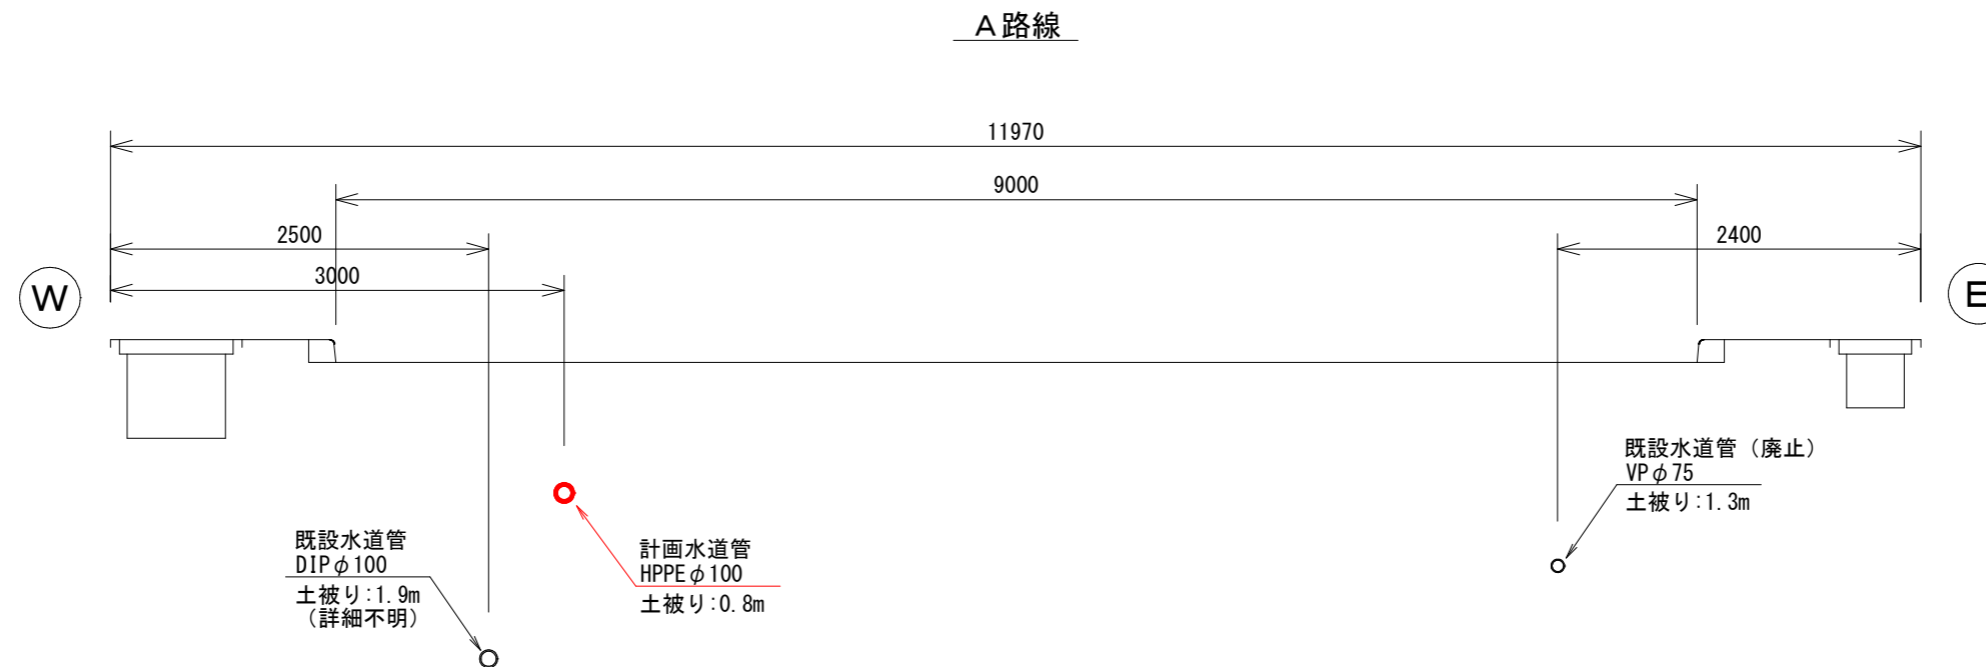 A路線
11970
9000
2500
2400
3000
W
E
既設水道管（廃止）
VPφ75
土被り:1.3m
既設水道管
DIPφ100
土被り:1.9m
（詳細不明）
計画水道管
HPPEφ100
土被り:0.8m